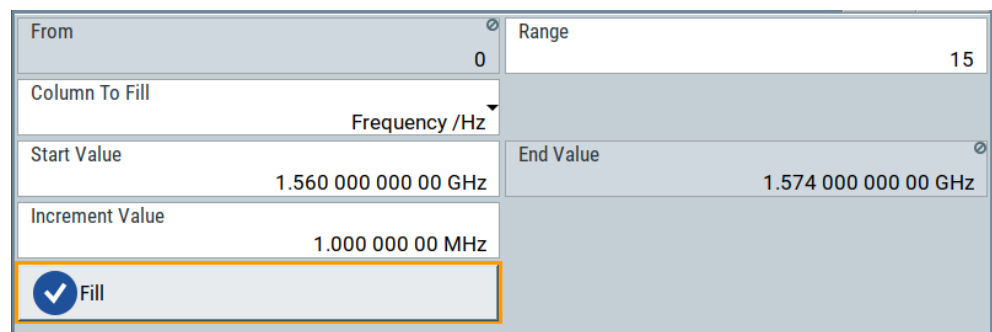 From
0
Range
15
Column To Fill
Frequency /Hz
Start Value
1.560 000 000 00 GHz
End Value
1.574 000 000 00 GHz
Increment Value
1.000 000 00 MHz
Fill